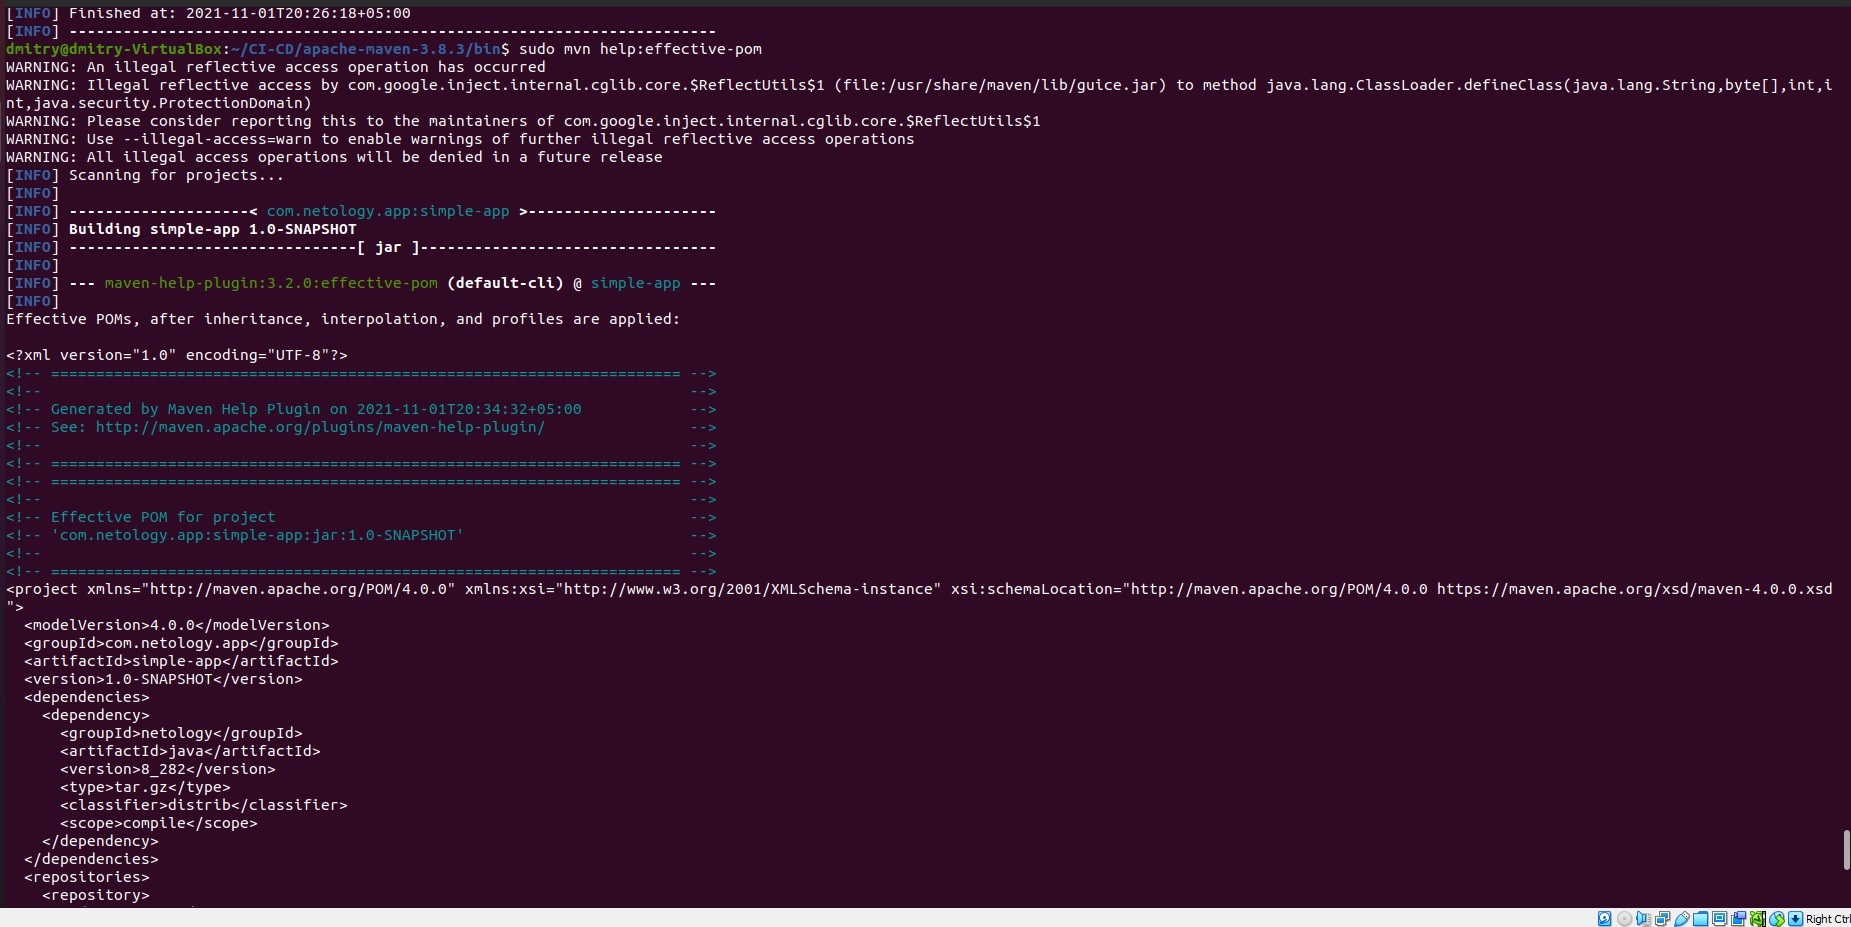 [INFO] Finished at: 2021-11-01T20:26:18+05:00
[INFO] ------------------------------------------------------------------------
dmitry@dmitry-VirtualBox:~/CI-CD/apache-maven-3.8.3/bin$ sudo mvn help:effective-pom
WARNING: An illegal reflective access operation has occurred
WARNING: Illegal reflective access by com.google.inject.internal.cglib.core.$ReflectUtils$1 (file:/usr/share/maven/lib/guice.jar) to method java.lang.ClassLoader.defineClass(java.lang.String,byte[],int,i
nt,java.security.ProtectionDomain)
WARNING: Please consider reporting this to the maintainers of com.google.inject.internal.cglib.core.$ReflectUtils$1
WARNING: Use --illegal-access=warn to enable warnings of further illegal reflective access operations
WARNING: All illegal access operations will be denied in a future release
[INFO] Scanning for projects...
[INFO]
[INFO] --------------------< com.netology.app:simple-app >---------------------
[INFO] Building simple-app 1.0-SNAPSHOT
[INFO] --------------------------------[ jar ]---------------------------------
[INFO]
[INFO] --- maven-help-plugin:3.2.0:effective-pom (default-cli) @ simple-app ---
[INFO]
Effective POMs, after inheritance, interpolation, and profiles are applied:
<?xml version="1.0" encoding="UTF-8"?>
<!-- ====================================================================== -->
<!--                                                                        -->
<!-- Generated by Maven Help Plugin on 2021-11-01T20:34:32+05:00            -->
<!-- See: http://maven.apache.org/plugins/maven-help-plugin/                -->
<!--                                                                        -->
<!-- ====================================================================== -->
<!-- ====================================================================== -->
<!--                                                                        -->
<!-- Effective POM for project                                              -->
<!-- 'com.netology.app:simple-app:jar:1.0-SNAPSHOT'                         -->
<!--                                                                        -->
<!-- ====================================================================== -->
<project xmlns="http://maven.apache.org/POM/4.0.0" xmlns:xsi="http://www.w3.org/2001/XMLSchema-instance" xsi:schemaLocation="http://maven.apache.org/POM/4.0.0 https://maven.apache.org/xsd/maven-4.0.0.xsd
">
  <modelVersion>4.0.0</modelVersion>
  <groupId>com.netology.app</groupId>
  <artifactId>simple-app</artifactId>
  <version>1.0-SNAPSHOT</version>
  <dependencies>
    <dependency>
      <groupId>netology</groupId>
      <artifactId>java</artifactId>
      <version>8_282</version>
      <type>tar.gz</type>
      <classifier>distrib</classifier>
      <scope>compile</scope>
    </dependency>
  </dependencies>
  <repositories>
    <repository>
Right Ctrl